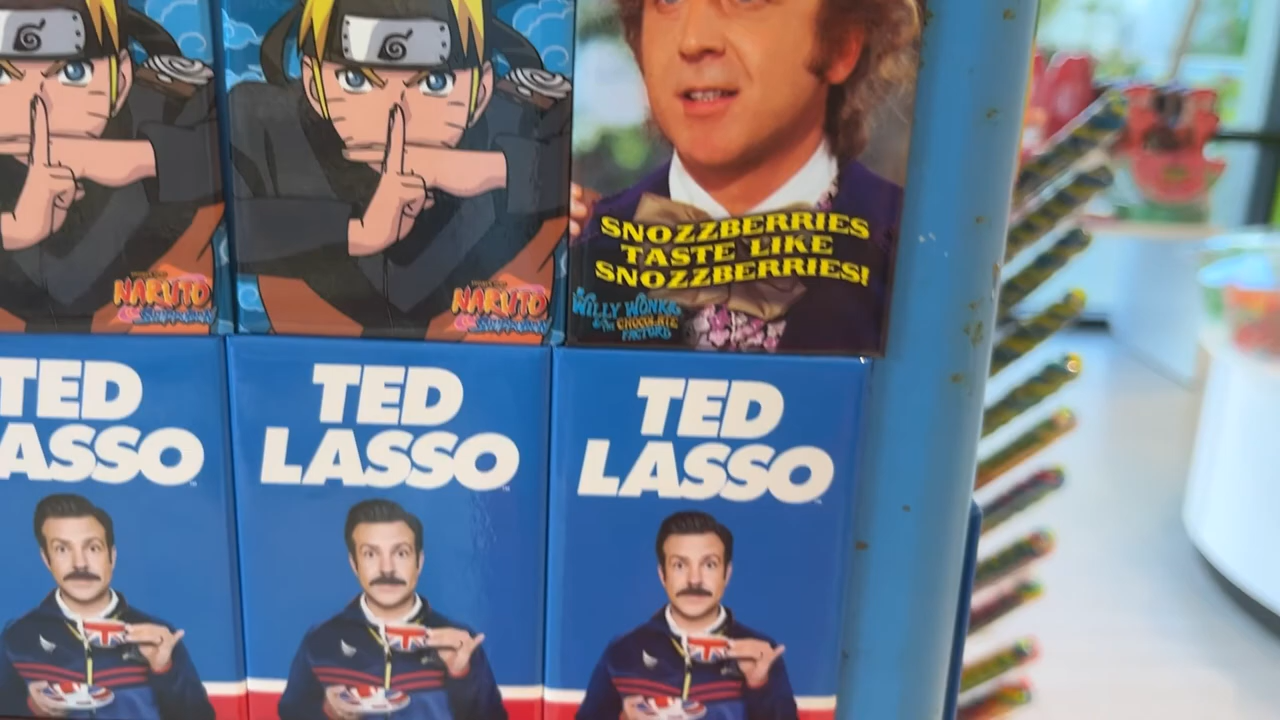 NARUTO
SHIPPUDEN
NARUTO
SHIPPUDEN
SNOZZBERRIES
TASTE LIKE
SNOZZBERRIES!
WILLY WONKA
& THE CHOCOLATE
FACTORY
TED
LASSO
TED
LASSO
TED
LASSO